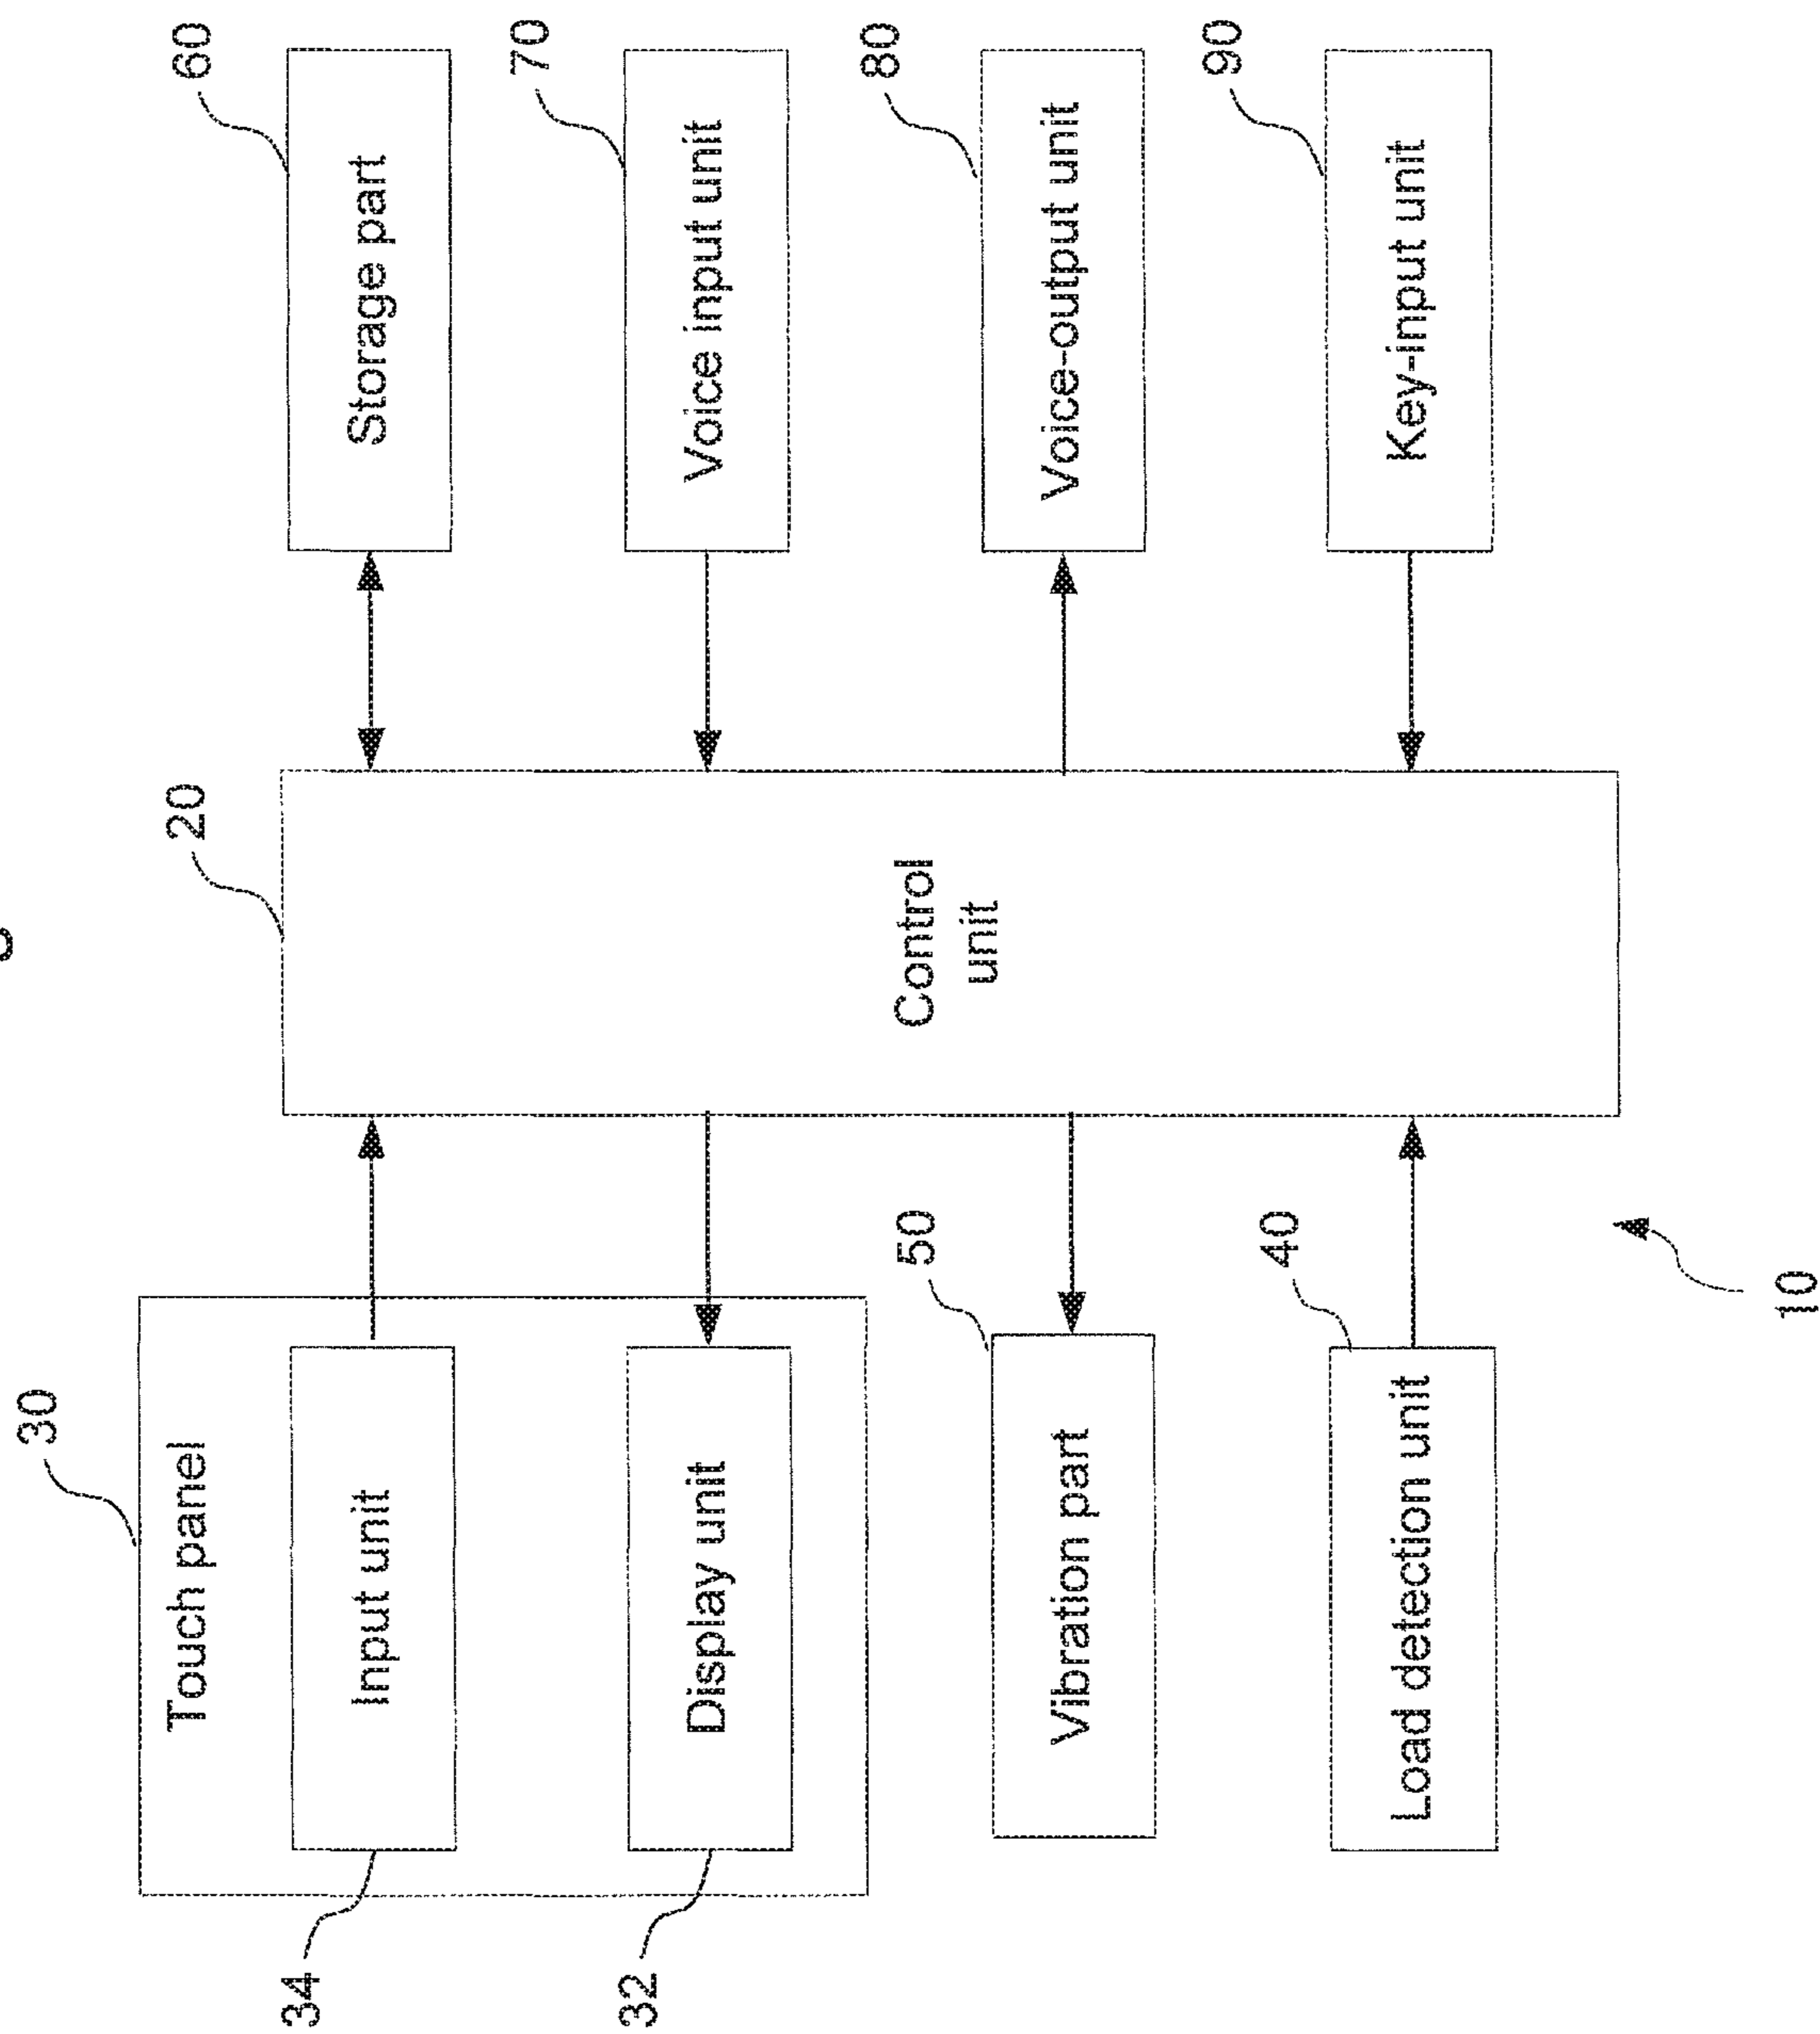 30
Touch panel
20
60
34
Input unit
Storage part
70
32
Display unit
Voice input unit
Control
unit
50
80
Vibration part
Voice-output unit
40
90
Load detection unit
Key-input unit
10